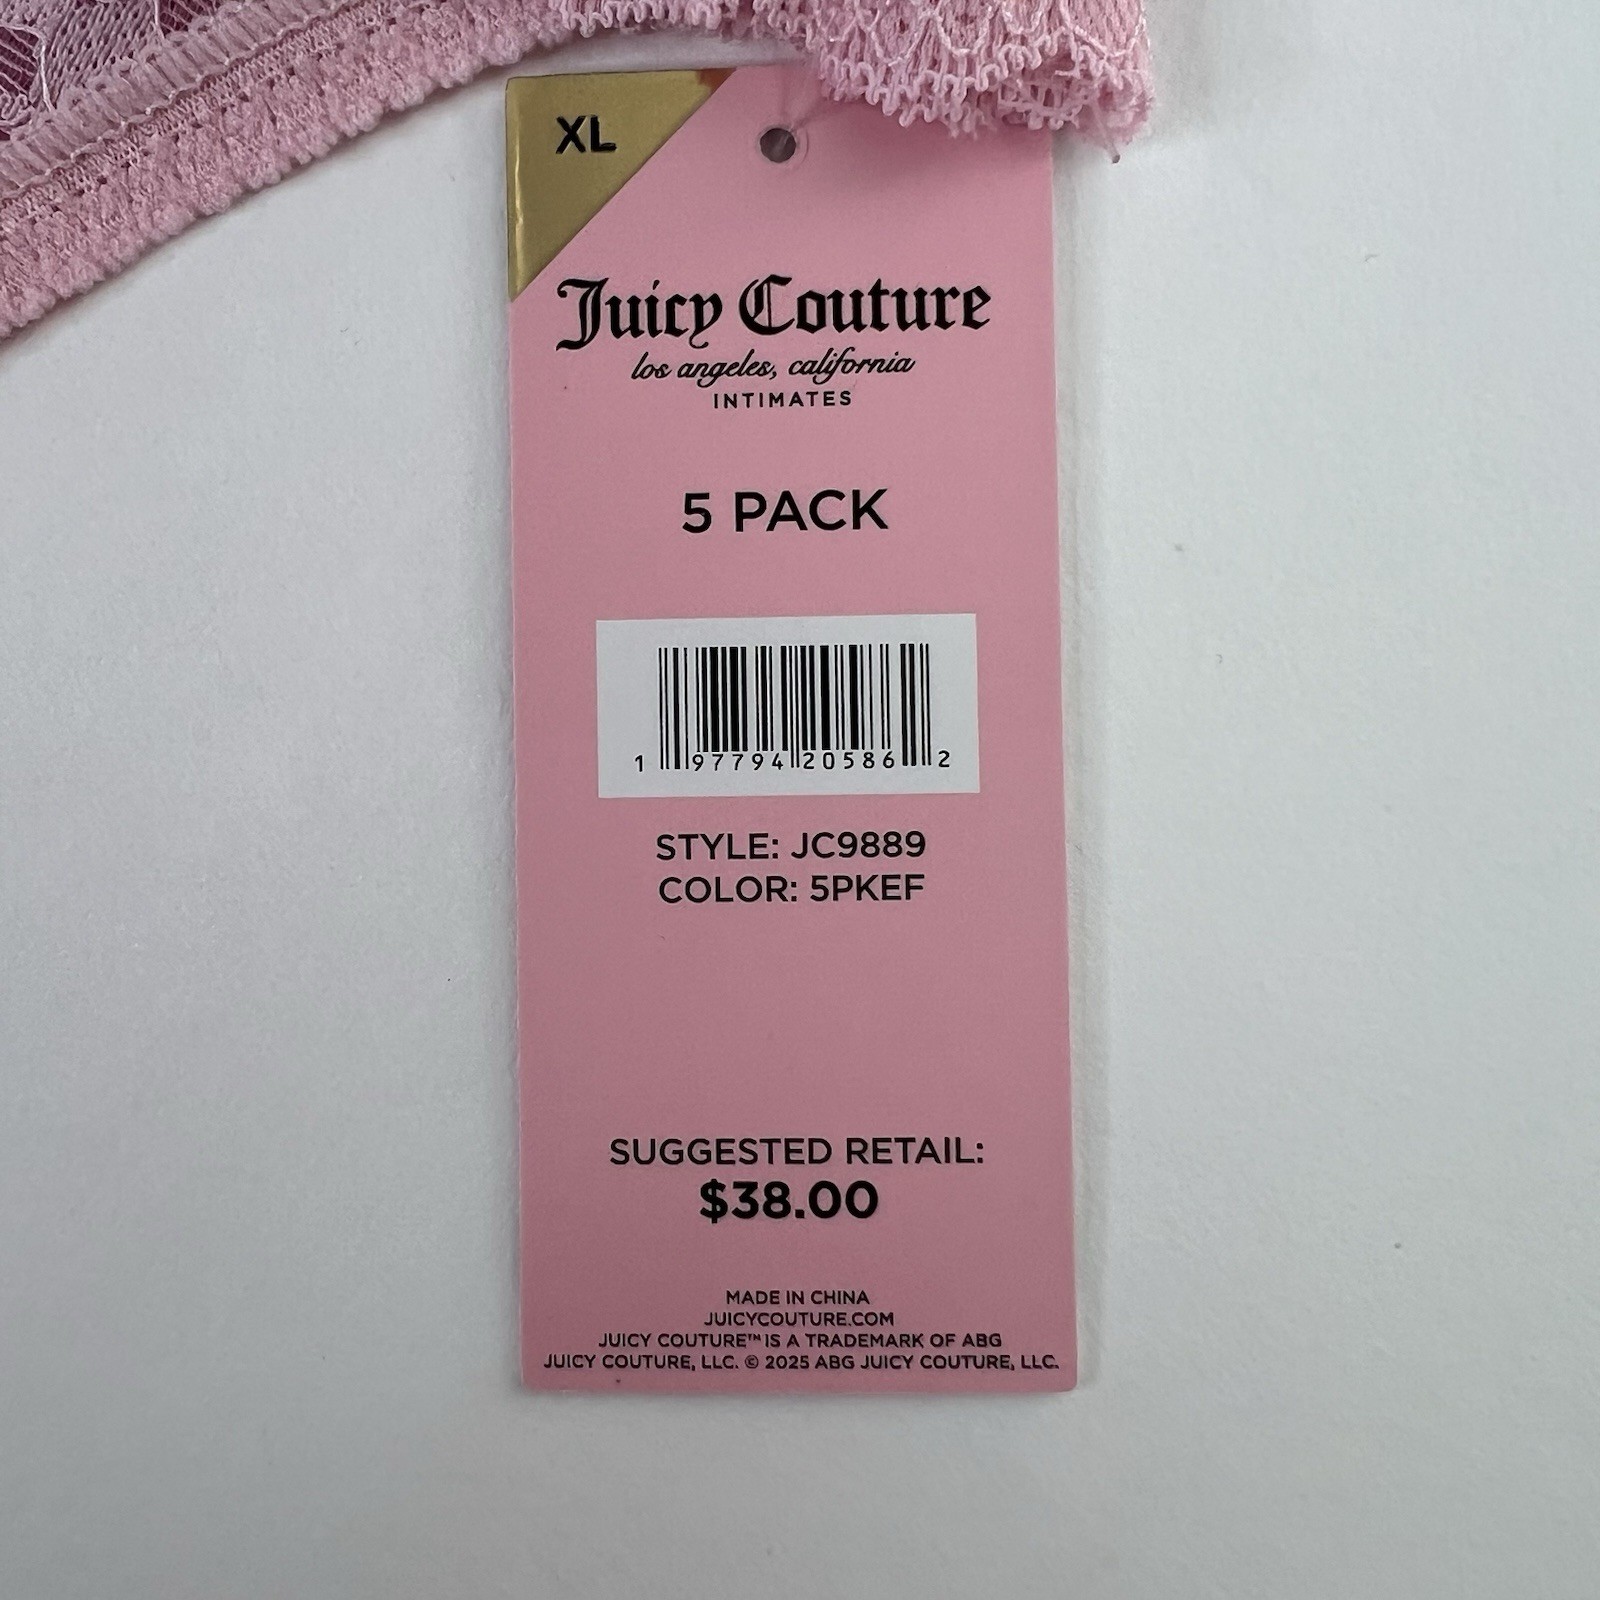 XL
Juicy Couture
los angeles, california
INTIMATES
5 PACK
1 97794 20586 2
STYLE: JC9889
COLOR: 5PKEF
SUGGESTED RETAIL:
$38.00
MADE IN CHINA
JUICYCOUTURE.COM
JUICY COUTURE™ IS A TRADEMARK OF ABG
JUICY COUTURE, LLC. © 2025 ABG JUICY COUTURE, LLC.